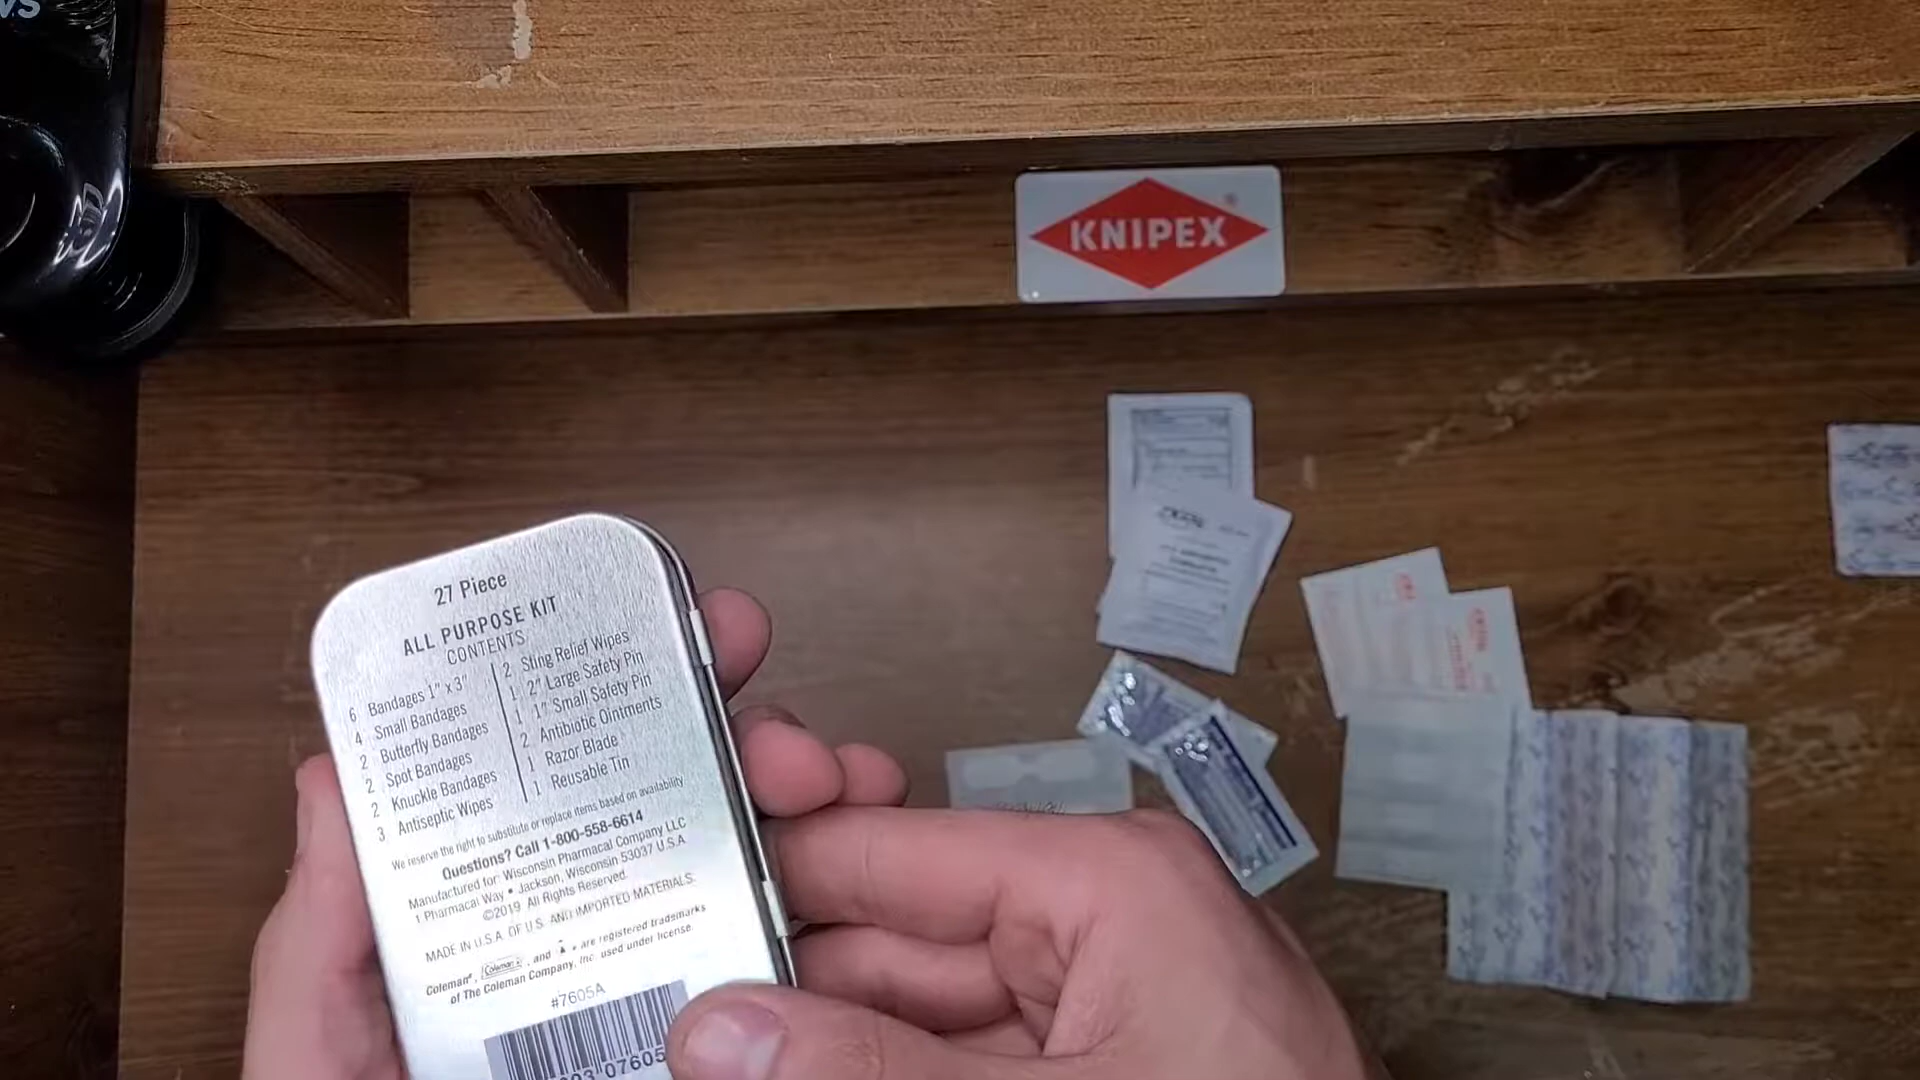 VS
KNIPEX
®
27 Piece
ALL PURPOSE KIT
CONTENTS
6 Bandages 1" x 3"
4 Small Bandages
2 Butterfly Bandages
2 Spot Bandages
2 Knuckle Bandages
3 Antiseptic Wipes
2 Sting Relief Wipes
1 2" Large Safety Pin
1 1" Small Safety Pin
2 Antibiotic Ointments
1 Razor Blade
1 Reusable Tin
We reserve the right to substitute or replace items based on availability
Questions? Call 1-800-558-6614
Manufactured for: Wisconsin Pharmacal Company LLC
1 Pharmacal Way • Jackson, Wisconsin 53037 U.S.A
©2019 All Rights Reserved.
MADE IN U.S.A. OF U.S. AND IMPORTED MATERIALS.
Coleman®, Coleman, and are registered trademarks
of The Coleman Company, Inc. used under license.
#7605A
07605